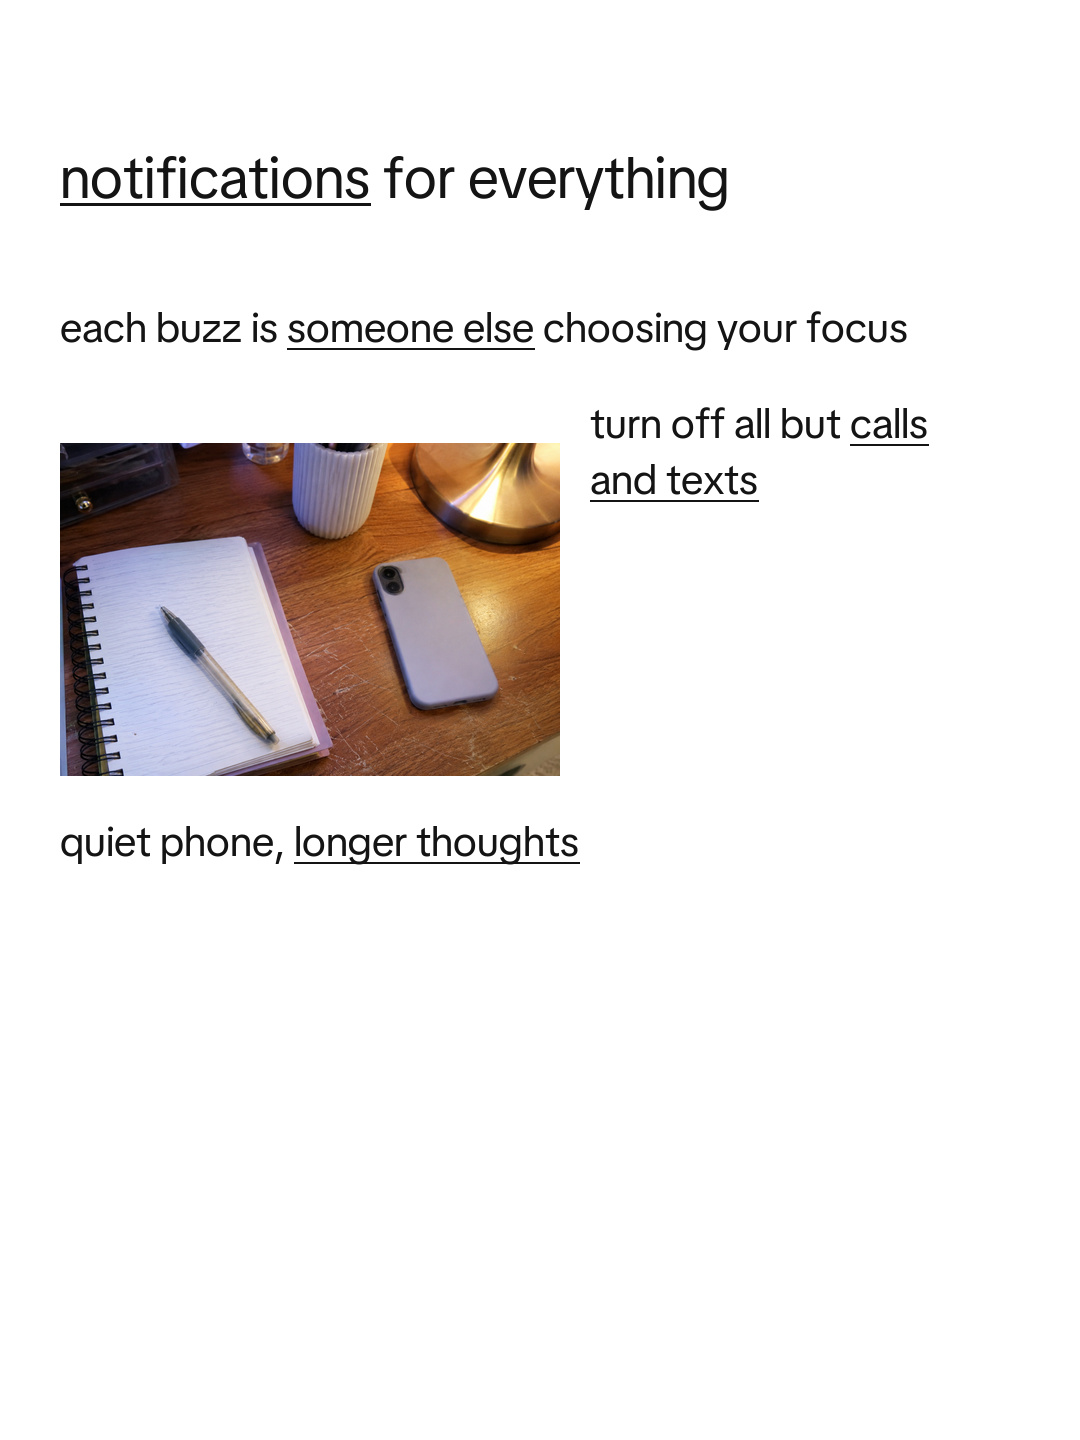 notifications for everything
each buzz is someone else choosing your focus
turn off all but calls
and texts
quiet phone, longer thoughts